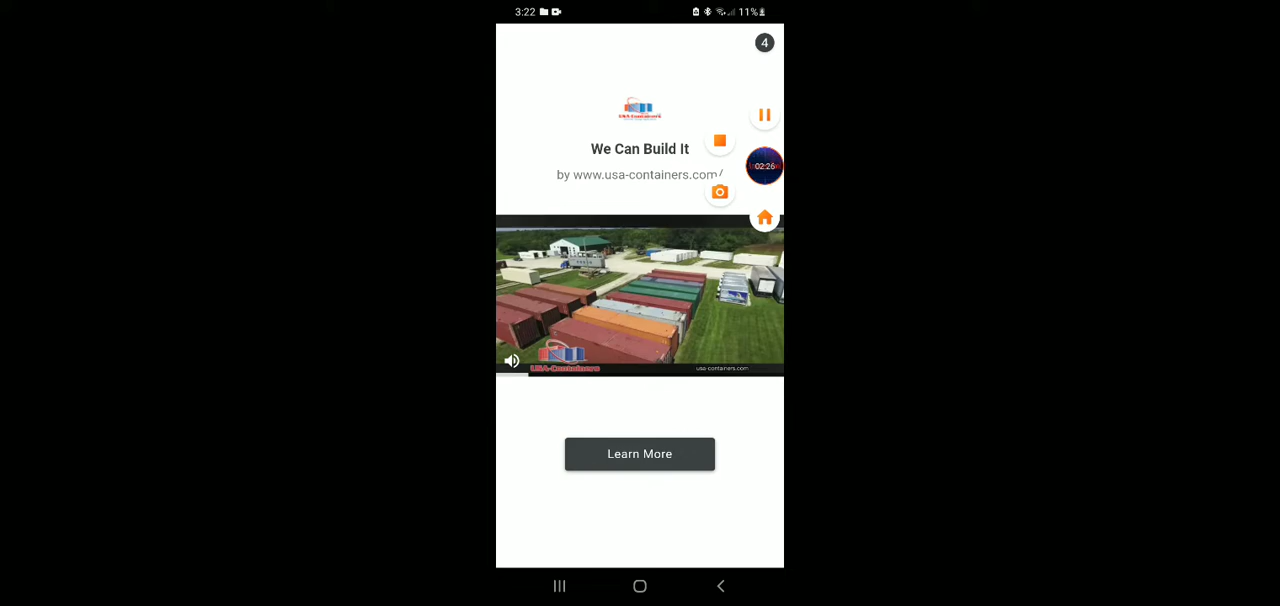 3:22
11%
4
USA-Containers
We Can Build It
by www.usa-containers.com/
02:26
USA-Containers
usa-containers.com
Learn More